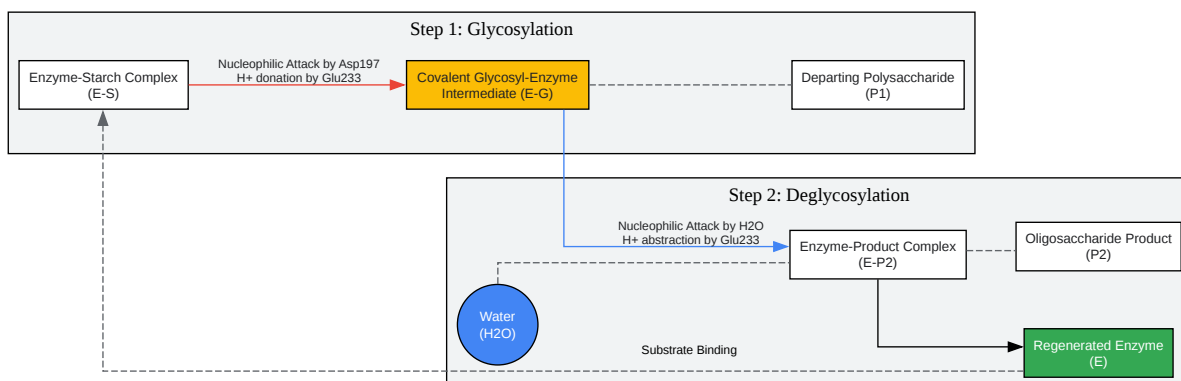 Step 1: Glycosylation
Nucleophilic Attack by Asp197
H+ donation by Glu233
Enzyme-Starch Complex
(E-S)
Covalent Glycosyl-Enzyme
Intermediate (E-G)
Departing Polysaccharide
(P1)
Step 2: Deglycosylation
Nucleophilic Attack by H2O
H+ abstraction by Glu233
Enzyme-Product Complex
(E-P2)
Oligosaccharide Product
(P2)
Water
(H2O)
Substrate Binding
Regenerated Enzyme
(E)